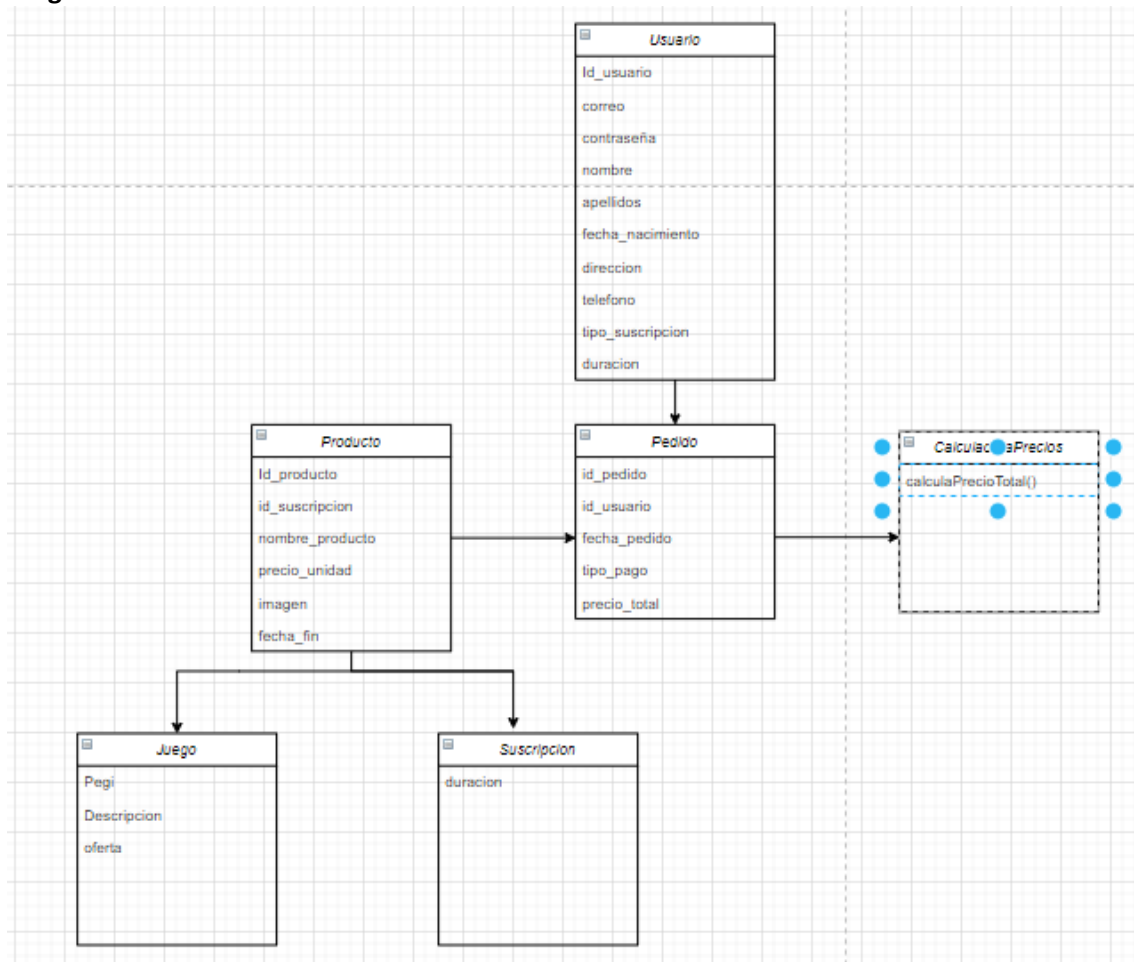 Usuario
Id_usuario
correo
contraseña
nombre
apellidos
fecha_nacimiento
direccion
telefono
tipo_suscripcion
duracion
Producto
Id_producto
id_suscripcion
nombre_producto
precio_unidad
imagen
fecha_fin
Pedido
id_pedido
id_usuario
fecha_pedido
tipo_pago
precio_total
calculaPrecioTotal()
Juego
Pegi
Descripcion
oferta
Suscripcion
duracion